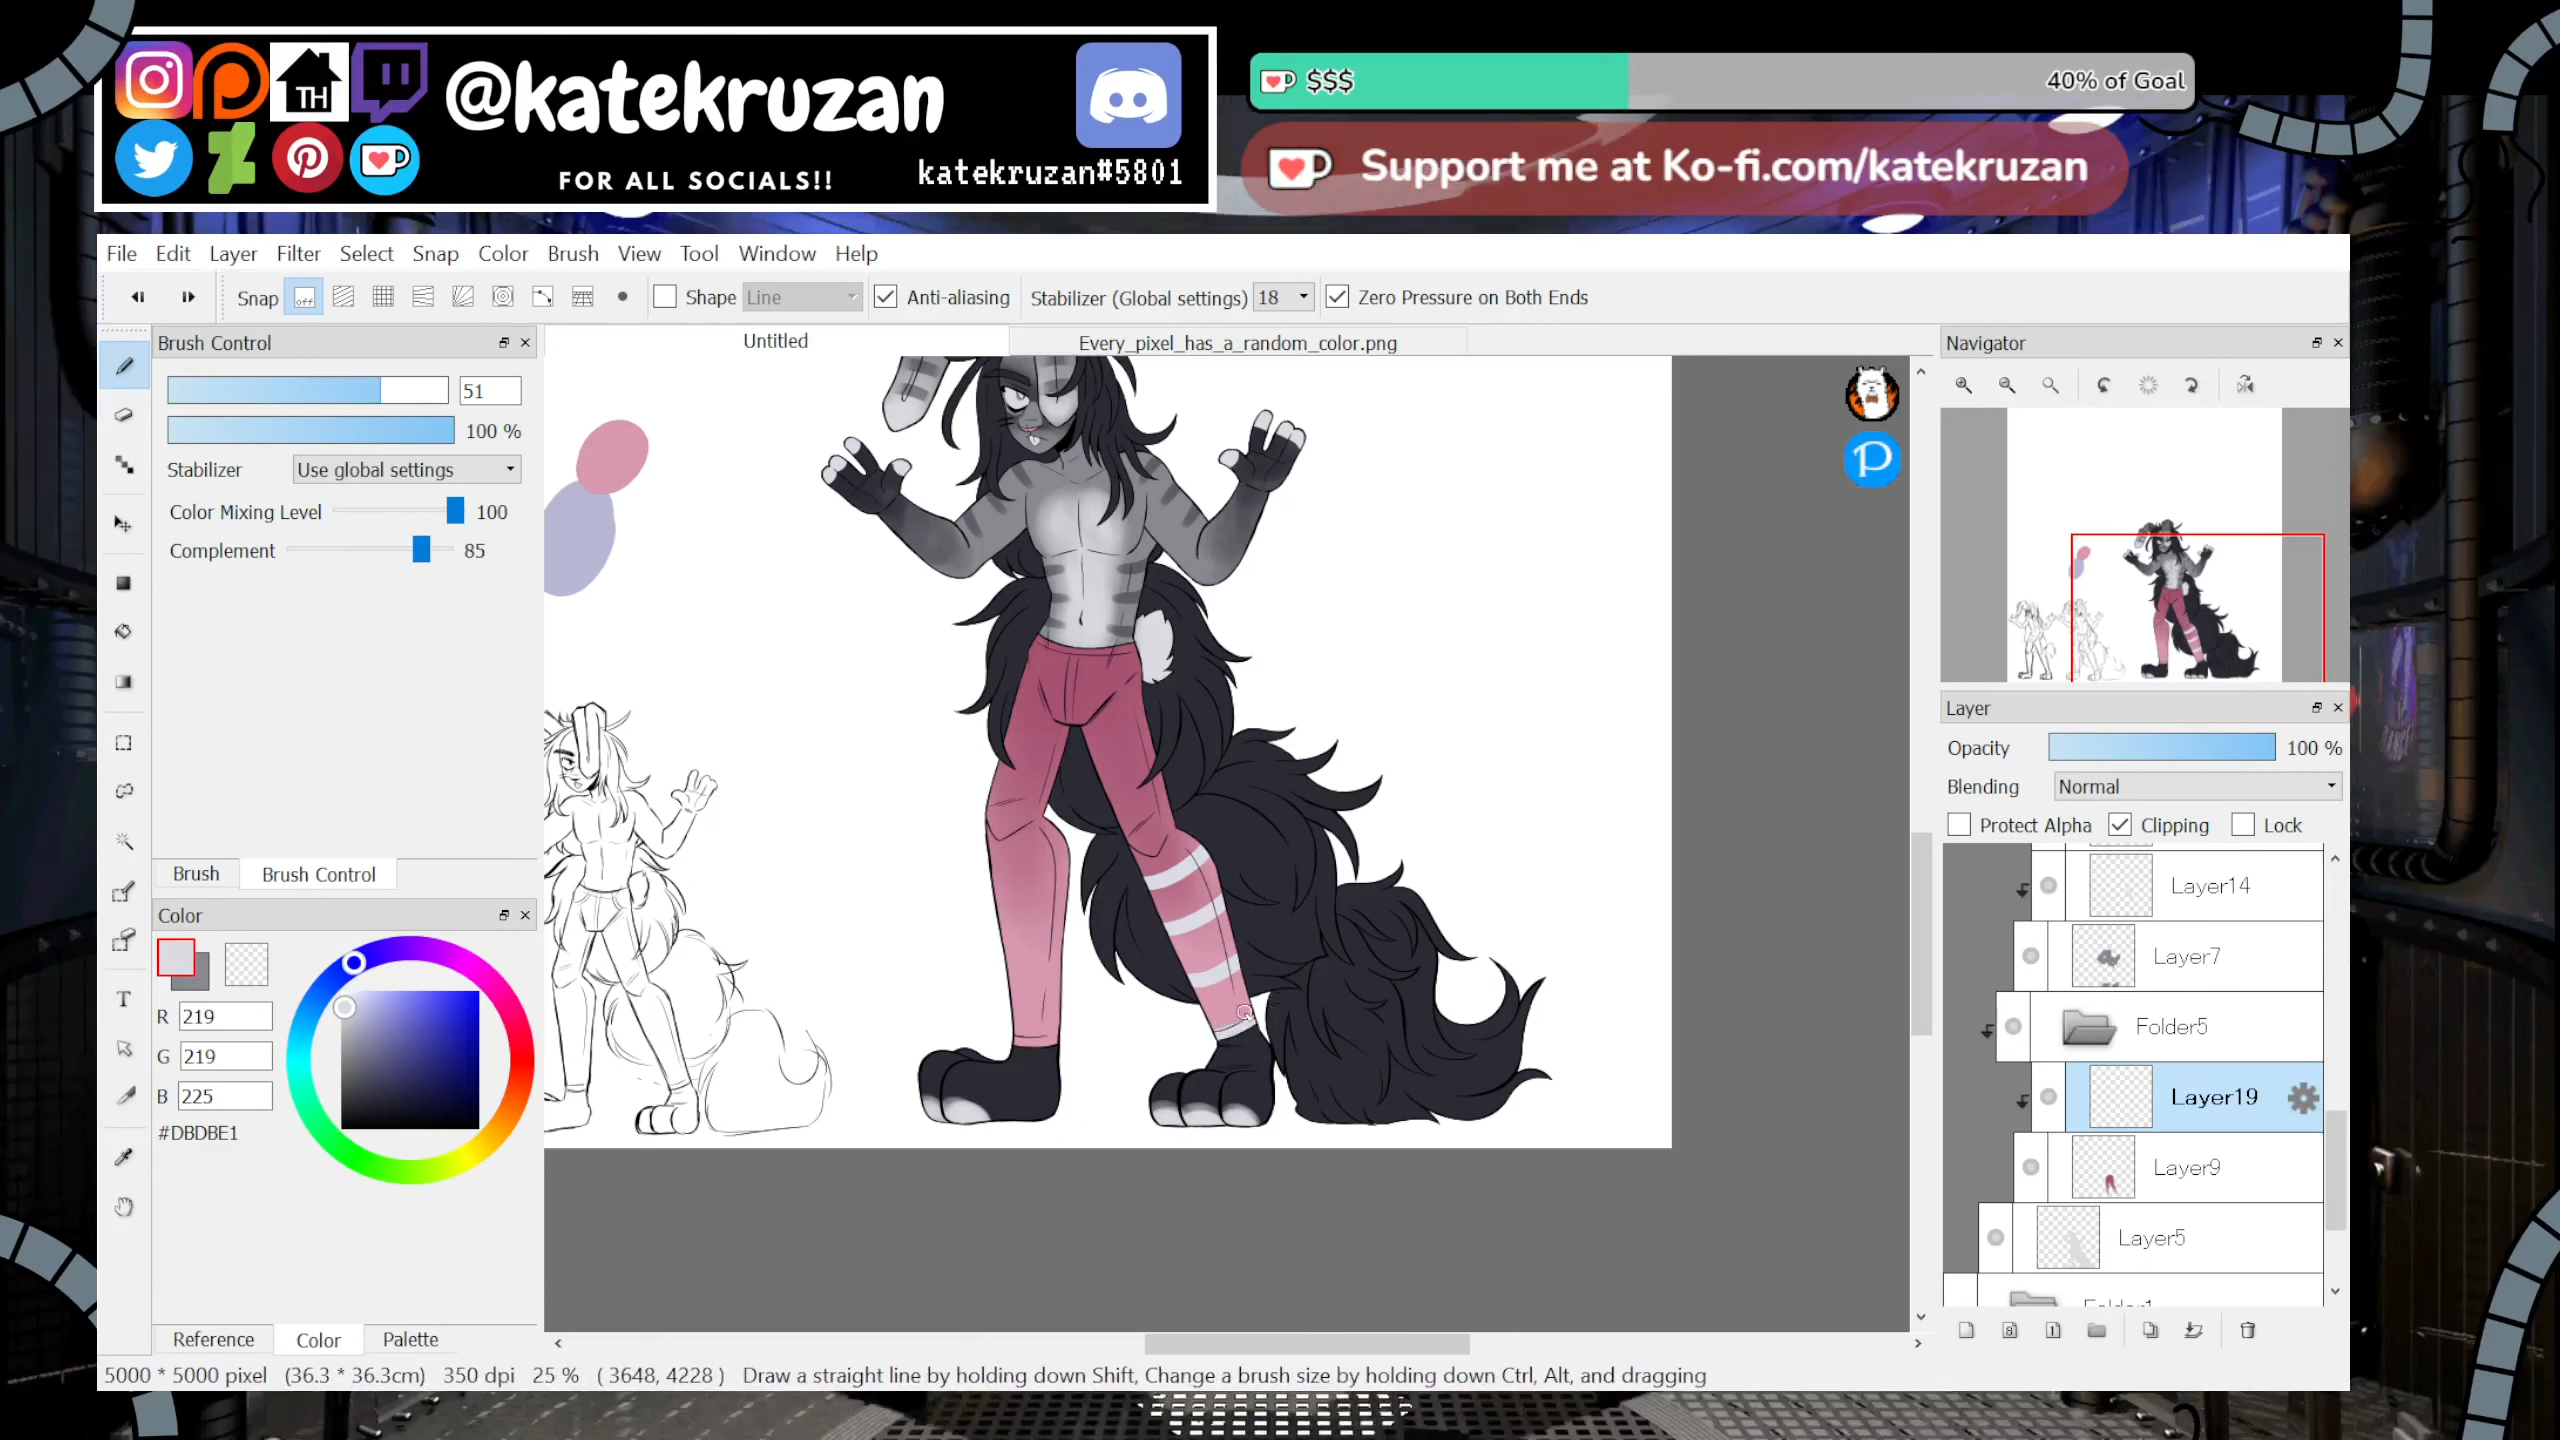 TH
@katekruzan
FOR ALL SOCIALS!!
katekruzan#5801
$$$
40% of Goal
Support me at Ko-fi.com/katekruzan
File Edit Layer Filter Select Snap Color Brush View Tool Window Help
Snap off Shape Line Anti-aliasing Stabilizer (Global settings) 18 Zero Pressure on Both Ends
Brush Control
51
100 %
Stabilizer Use global settings
Color Mixing Level 100
Complement 85
Brush Brush Control
Color
R 219
G 219
B 225
#DBDBE1
Reference Color Palette
Untitled
Every_pixel_has_a_random_color.png
Navigator
Layer
Opacity 100 %
Blending Normal
Protect Alpha Clipping Lock
Layer14
Layer7
Folder5
Layer19
Layer9
Layer5
Folder1
5000 * 5000 pixel (36.3 * 36.3cm) 350 dpi 25 % ( 3648, 4228 ) Draw a straight line by holding down Shift, Change a brush size by holding down Ctrl, Alt, and dragging